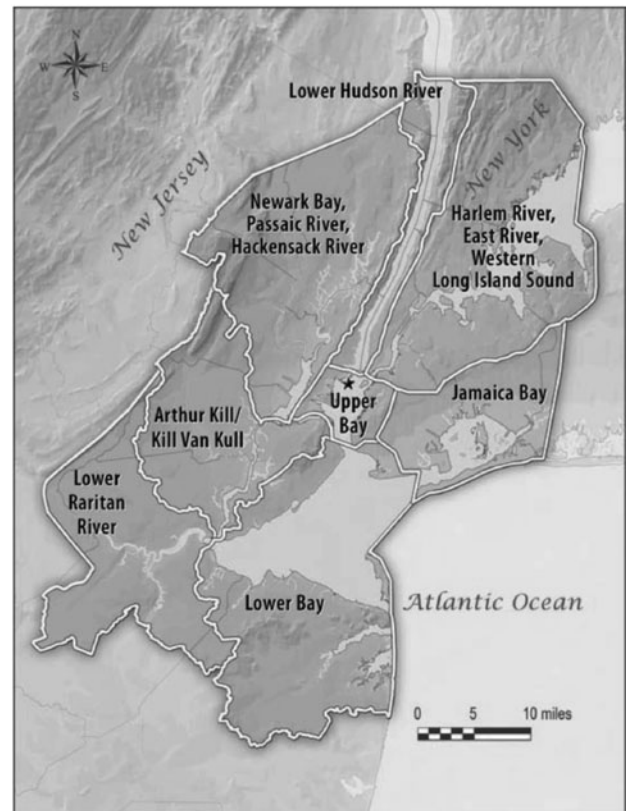 N
W E
S
Lower Hudson River
New Jersey
New York
Newark Bay,
Passaic River,
Hackensack River
Harlem River,
East River,
Western
Long Island Sound
Upper
Bay
Jamaica Bay
Arthur Kill/
Kill Van Kull
Lower
Raritan
River
Lower Bay
Atlantic Ocean
0 5 10 miles